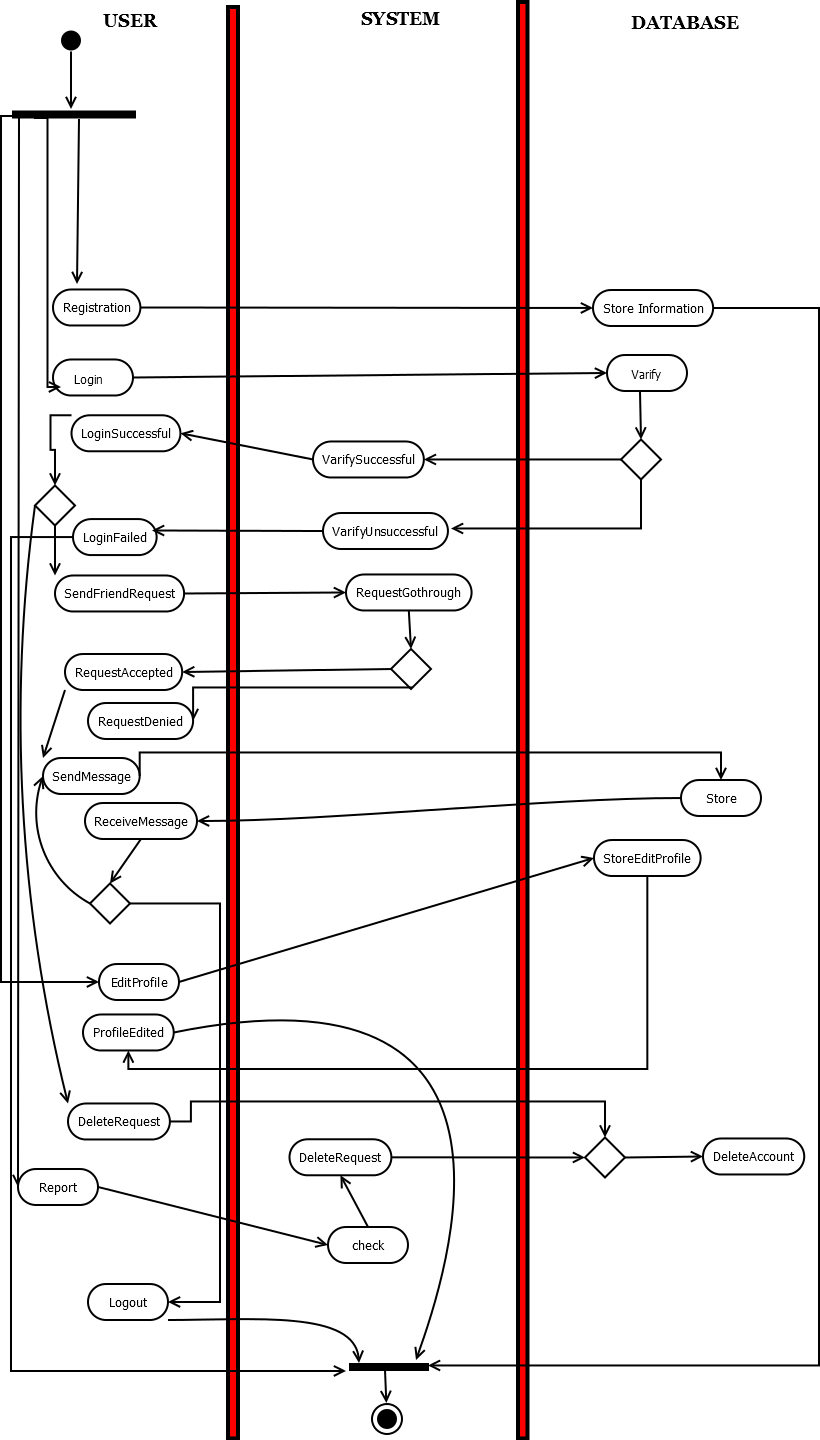 USER
SYSTEM
DATABASE
Registration
Store Information
Login
Varify
LoginSuccessful
VarifySuccessful
LoginFailed
VarifyUnsuccessful
SendFriendRequest
RequestGothrough
RequestAccepted
RequestDenied
SendMessage
Store
ReceiveMessage
StoreEditProfile
EditProfile
ProfileEdited
DeleteRequest
DeleteRequest
DeleteAccount
Report
check
Logout